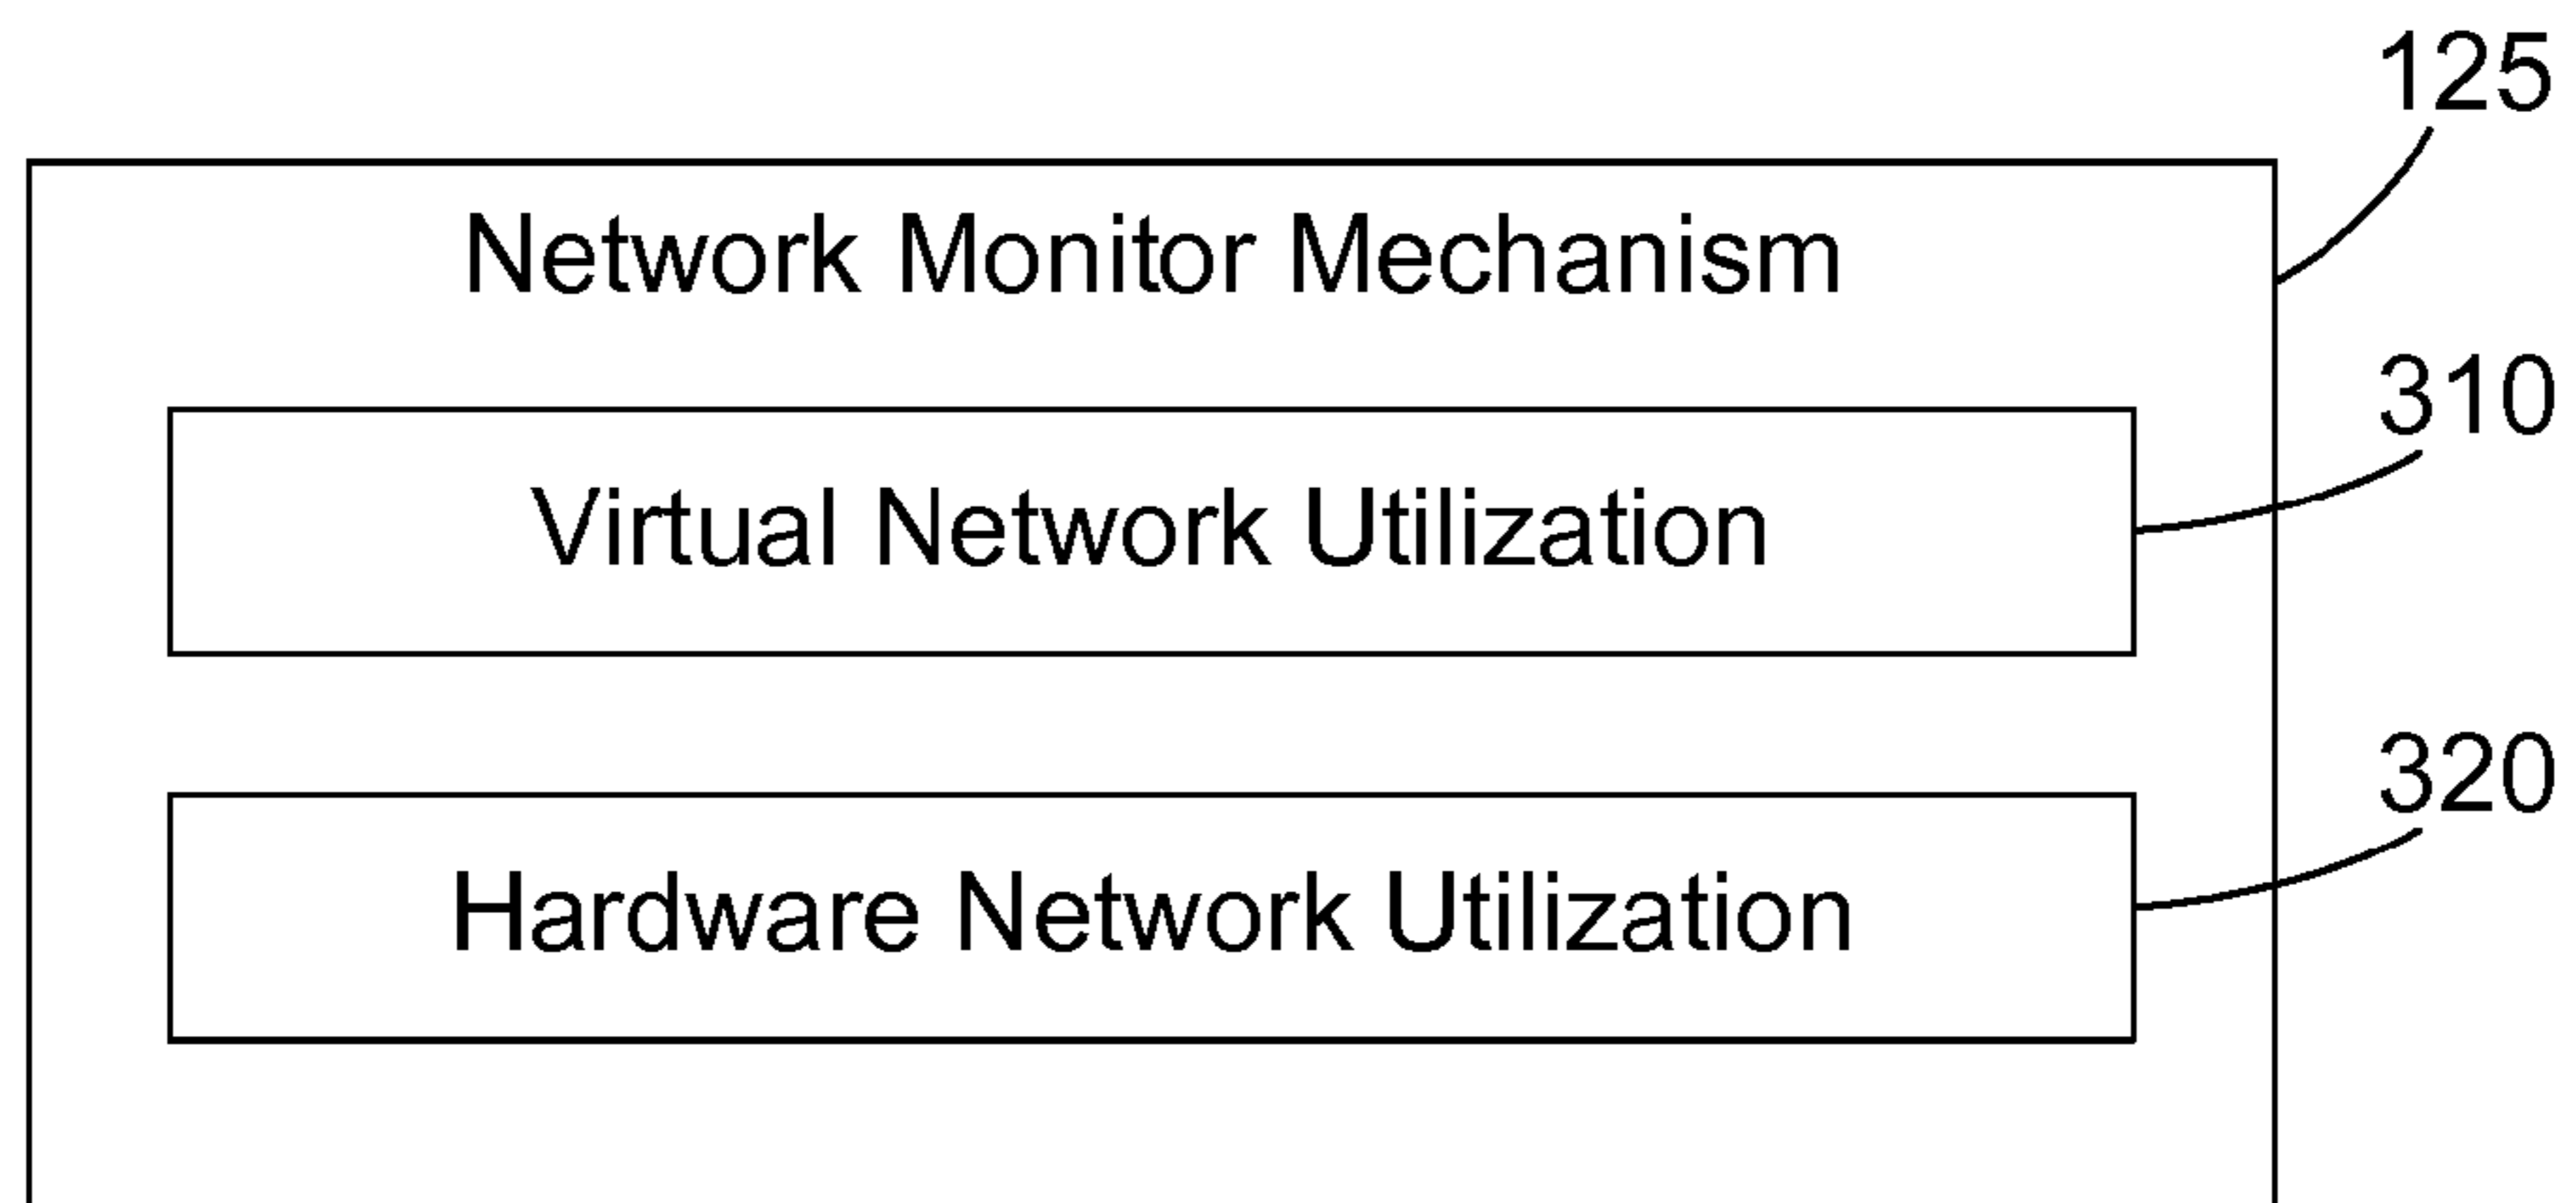 125
Network Monitor Mechanism
310
Virtual Network Utilization
320
Hardware Network Utilization